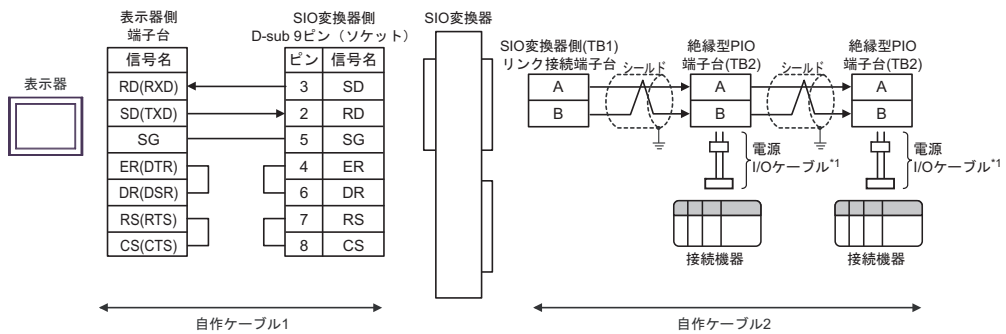 表示器
表示器側
端子台
信号名
RD(RXD)
SD(TXD)
SG
ER(DTR)
DR(DSR)
RS(RTS)
CS(CTS)
SIO変換器側
D-sub 9ピン（ソケット）
ピン 信号名
3 SD
2 RD
5 SG
4 ER
6 DR
7 RS
8 CS
自作ケーブル1
SIO変換器
SIO変換器側(TB1)
リンク接続端子台
A
B
シールド
絶縁型PIO
端子台(TB2)
A
B
シールド
絶縁型PIO
端子台(TB2)
A
B
電源
I/Oケーブル*1
電源
I/Oケーブル*1
接続機器
接続機器
自作ケーブル2